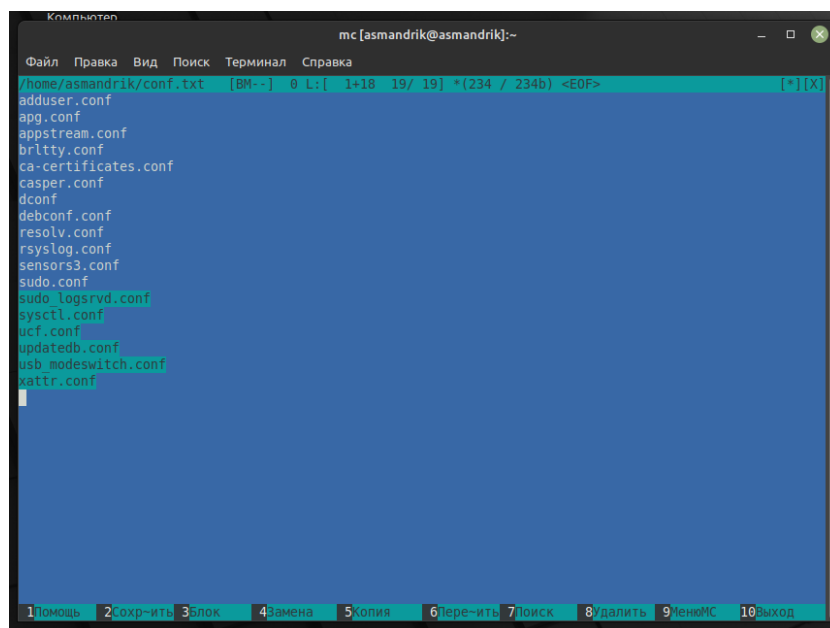 Компьютер
mc [asmandrik@asmandrik]:~
Файл Правка Вид Поиск Терминал Справка
/home/asmandrik/conf.txt [BM--] 0 L:[ 1+18 19/ 19] *(234 / 234b) <EOF> [*][X]
adduser.conf
apg.conf
appstream.conf
brltty.conf
ca-certificates.conf
casper.conf
dconf
debconf.conf
resolv.conf
rsyslog.conf
sensors3.conf
sudo.conf
sudo_logsrvd.conf
sysctl.conf
ucf.conf
updatedb.conf
usb_modeswitch.conf
xattr.conf
1Помощь 2Сохр~ить 3Блок 4Замена 5Копия 6Пере~ить 7Поиск 8Удалить 9МенюMC 10Выход